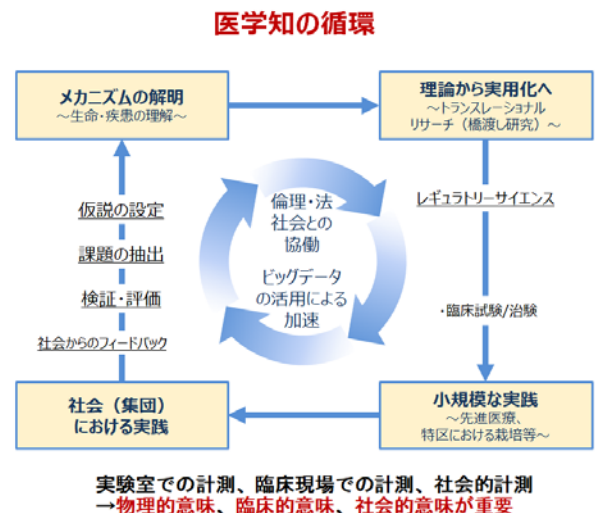 医学知の循環
メカニズムの解明
～生命・疾患の理解～
理論から実用化へ
～トランスレーショナル
リサーチ（橋渡し研究）～
倫理・法
社会との
協働
ビッグデータ
の活用による
加速
レギュラトリーサイエンス
・臨床試験/治験
仮説の設定
課題の抽出
検証・評価
社会からのフィードバック
社会（集団）
における実践
小規模な実践
～先進医療、
特区における栽培等～
実験室での計測、臨床現場での計測、社会的計測
→物理的意味、臨床的意味、社会的意味が重要